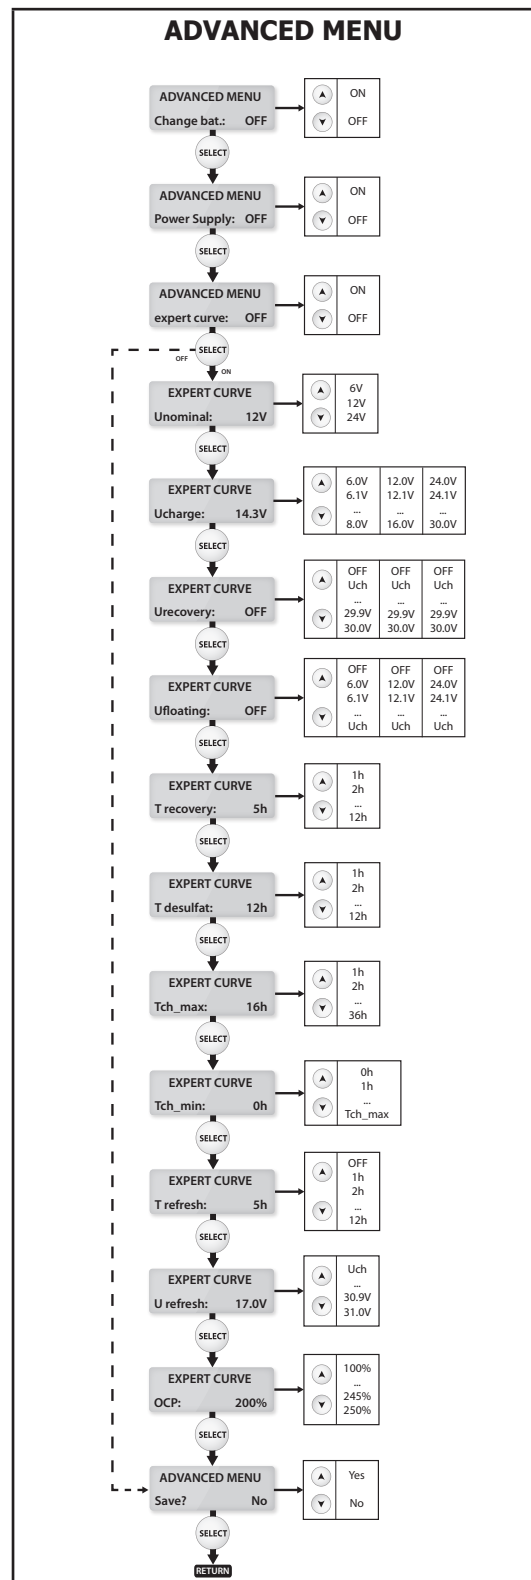 ADVANCED MENU
ADVANCED MENU
Change bat.: OFF
ON
OFF
SELECT
ADVANCED MENU
Power Supply: OFF
ON
OFF
SELECT
ADVANCED MENU
expert curve: OFF
ON
OFF
OFF
SELECT
ON
EXPERT CURVE
Unominal: 12V
6V
12V
24V
SELECT
EXPERT CURVE
Ucharge: 14.3V
6.0V 12.0V 24.0V
6.1V 12.1V 24.1V
... ... ...
8.0V 16.0V 30.0V
SELECT
EXPERT CURVE
Urecovery: OFF
OFF OFF OFF
Uch Uch Uch
... ... ...
29.9V 29.9V 29.9V
30.0V 30.0V 30.0V
SELECT
EXPERT CURVE
Ufloating: OFF
OFF OFF OFF
6.0V 12.0V 24.0V
6.1V 12.1V 24.1V
... ... ...
Uch Uch Uch
SELECT
EXPERT CURVE
T recovery: 5h
1h
2h
...
12h
SELECT
EXPERT CURVE
T desulfat: 12h
1h
2h
...
12h
SELECT
EXPERT CURVE
Tch_max: 16h
1h
2h
...
36h
SELECT
EXPERT CURVE
Tch_min: 0h
0h
1h
...
Tch_max
SELECT
EXPERT CURVE
T refresh: 5h
OFF
1h
2h
...
12h
SELECT
EXPERT CURVE
U refresh: 17.0V
Uch
...
30.9V
31.0V
SELECT
EXPERT CURVE
OCP: 200%
100%
...
245%
250%
SELECT
ADVANCED MENU
Save? No
Yes
No
SELECT
RETURN